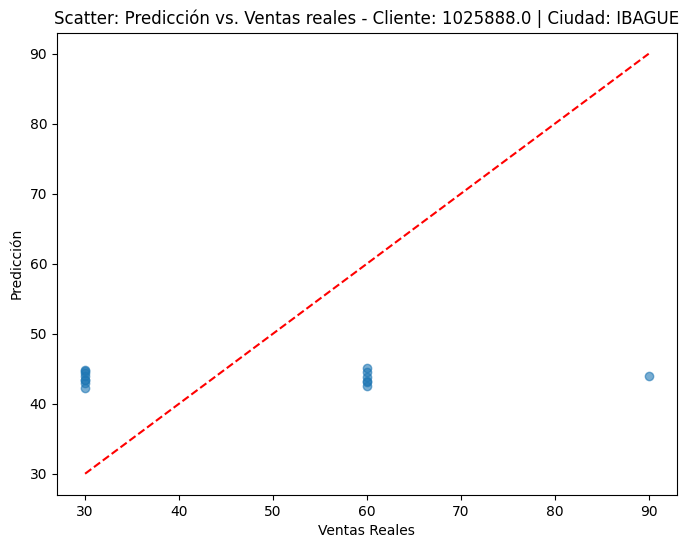 Scatter: Predicción vs. Ventas reales - Cliente: 1025888.0 | Ciudad: IBAGUE
90
80
70
60
50
40
30
Predicción
30 40 50 60 70 80 90
Ventas Reales